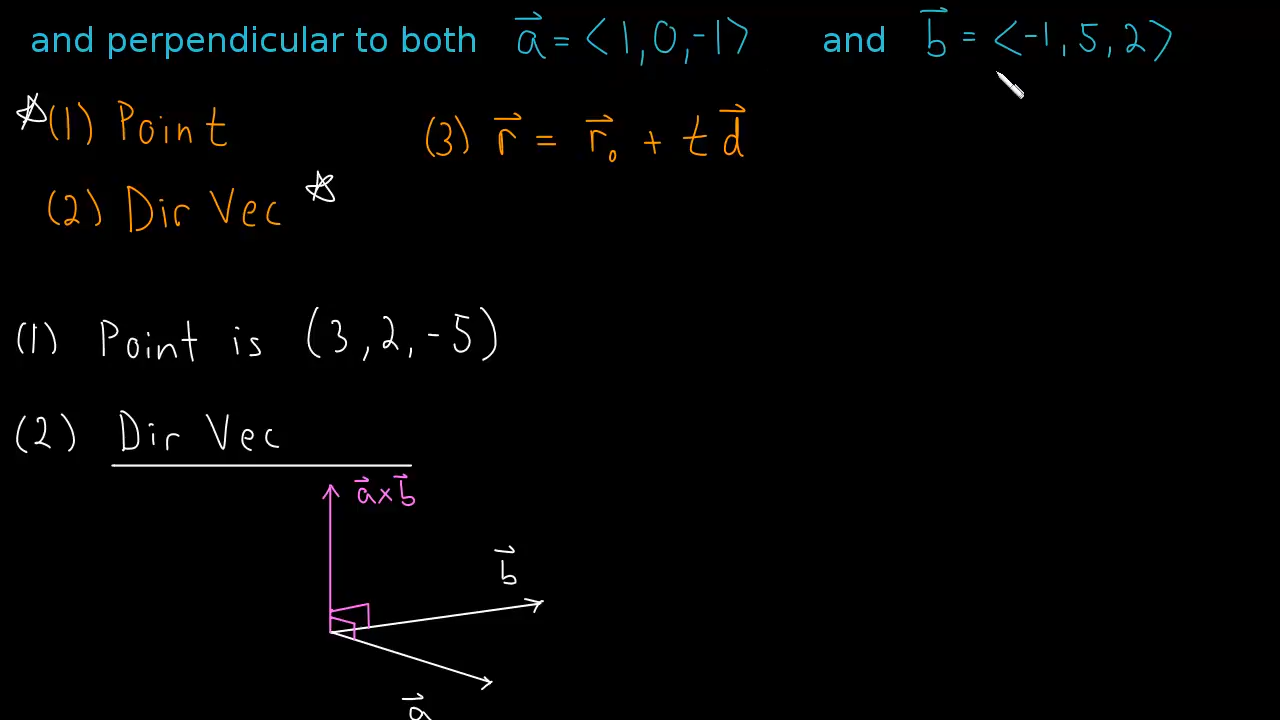 and perpendicular to both a⃗ = <1, 0, -1> and b⃗ = <-1, 5, 2>
(1) Point (3) r⃗ = r⃗₀ + t d⃗
(2) Dir Vec
(1) Point is (3, 2, -5)
(2) Dir Vec
a⃗ x b⃗
b⃗
a⃗